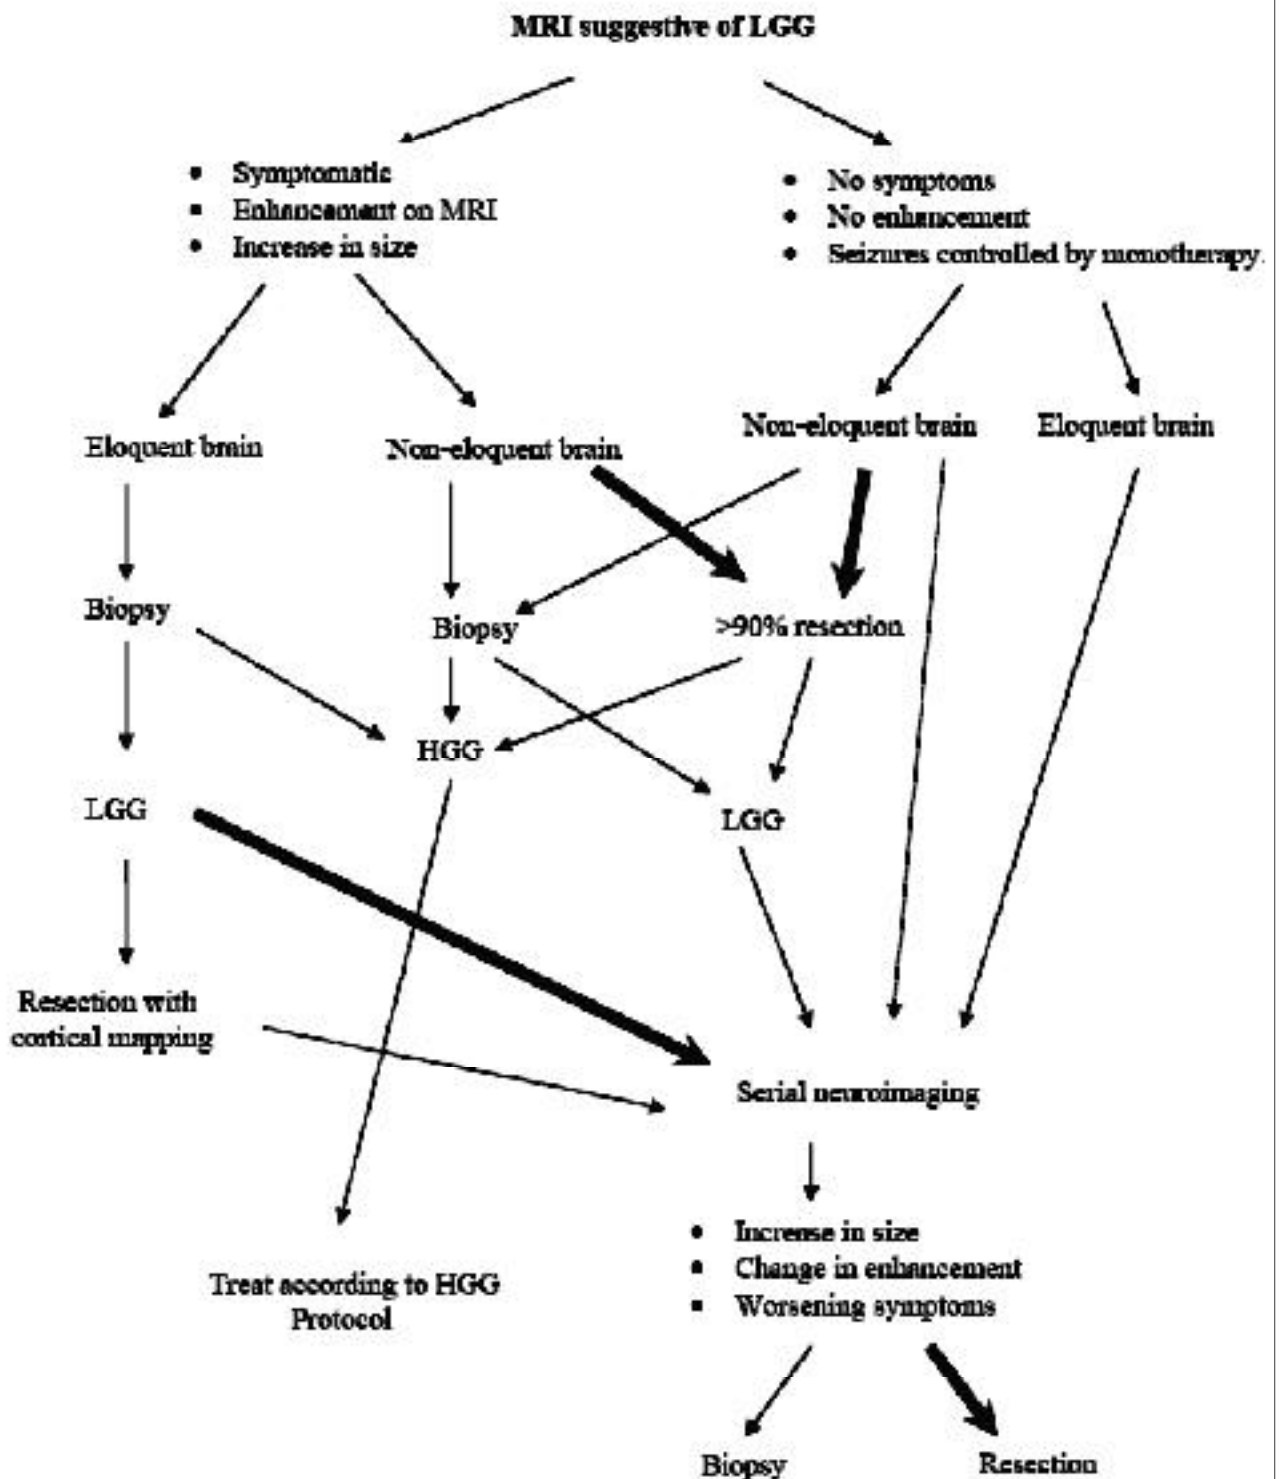 MRI suggestive of LGG
• Symptomatic
• Enhancement on MRI
• Increase in size
• No symptoms
• No enhancement
• Seizures controlled by monotherapy.
Eloquent brain
Non-eloquent brain
Non-eloquent brain
Eloquent brain
Biopsy
Biopsy
>90% resection
HGG
LGG
LGG
Resection with
cortical mapping
Serial neuroimaging
• Increase in size
• Change in enhancement
• Worsening symptoms
Treat according to HGG
Protocol
Biopsy
Resection